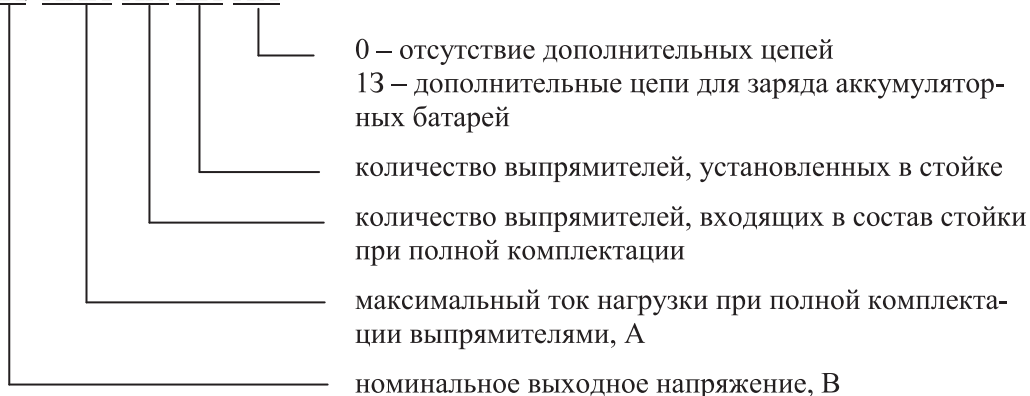 0 – отсутствие дополнительных цепей
1З – дополнительные цепи для заряда аккумулятор-
ных батарей
количество выпрямителей, установленных в стойке
количество выпрямителей, входящих в состав стойки
при полной комплектации
максимальный ток нагрузки при полной комплекта-
ции выпрямителями, А
номинальное выходное напряжение, В